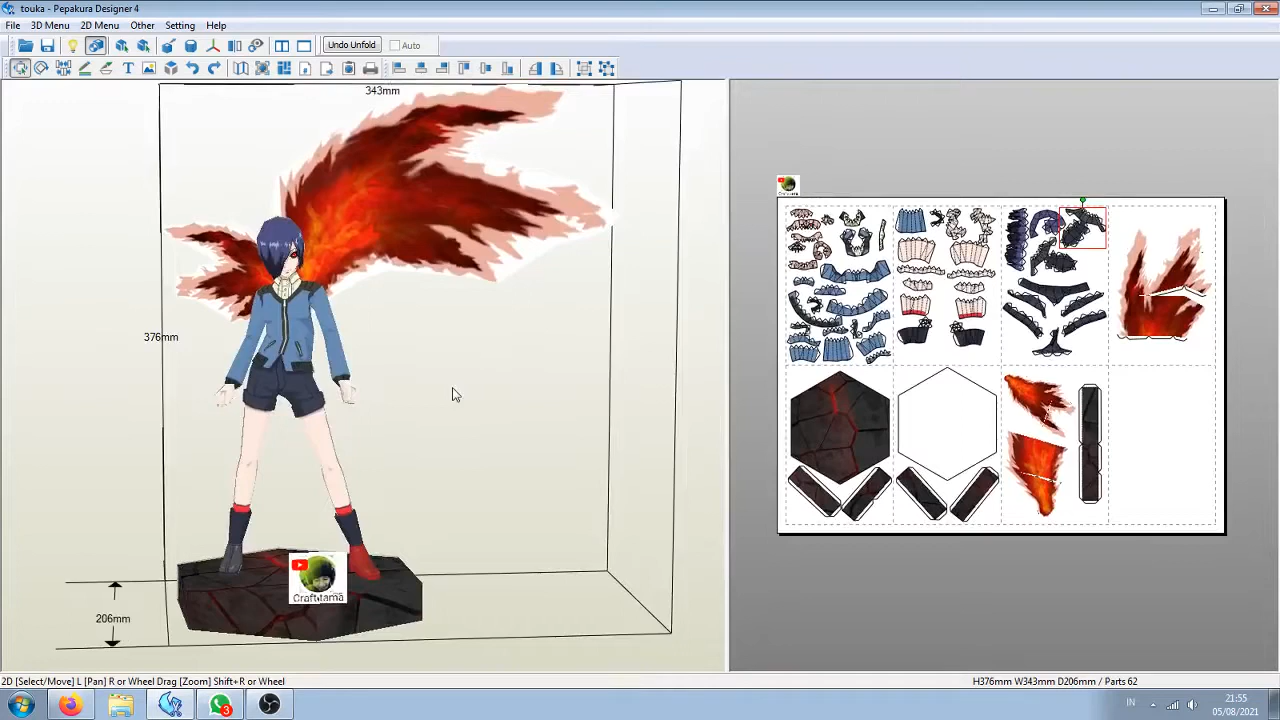 touka - Pepakura Designer 4
File 3D Menu 2D Menu Other Setting Help
Undo Unfold Auto
343mm
376mm
206mm
Craftytama
2D [Select/Move] L [Pan] R or Wheel Drag [Zoom] Shift+R or Wheel
H376mm W343mm D206mm / Parts 62
3
IN
21:55
05/08/2021